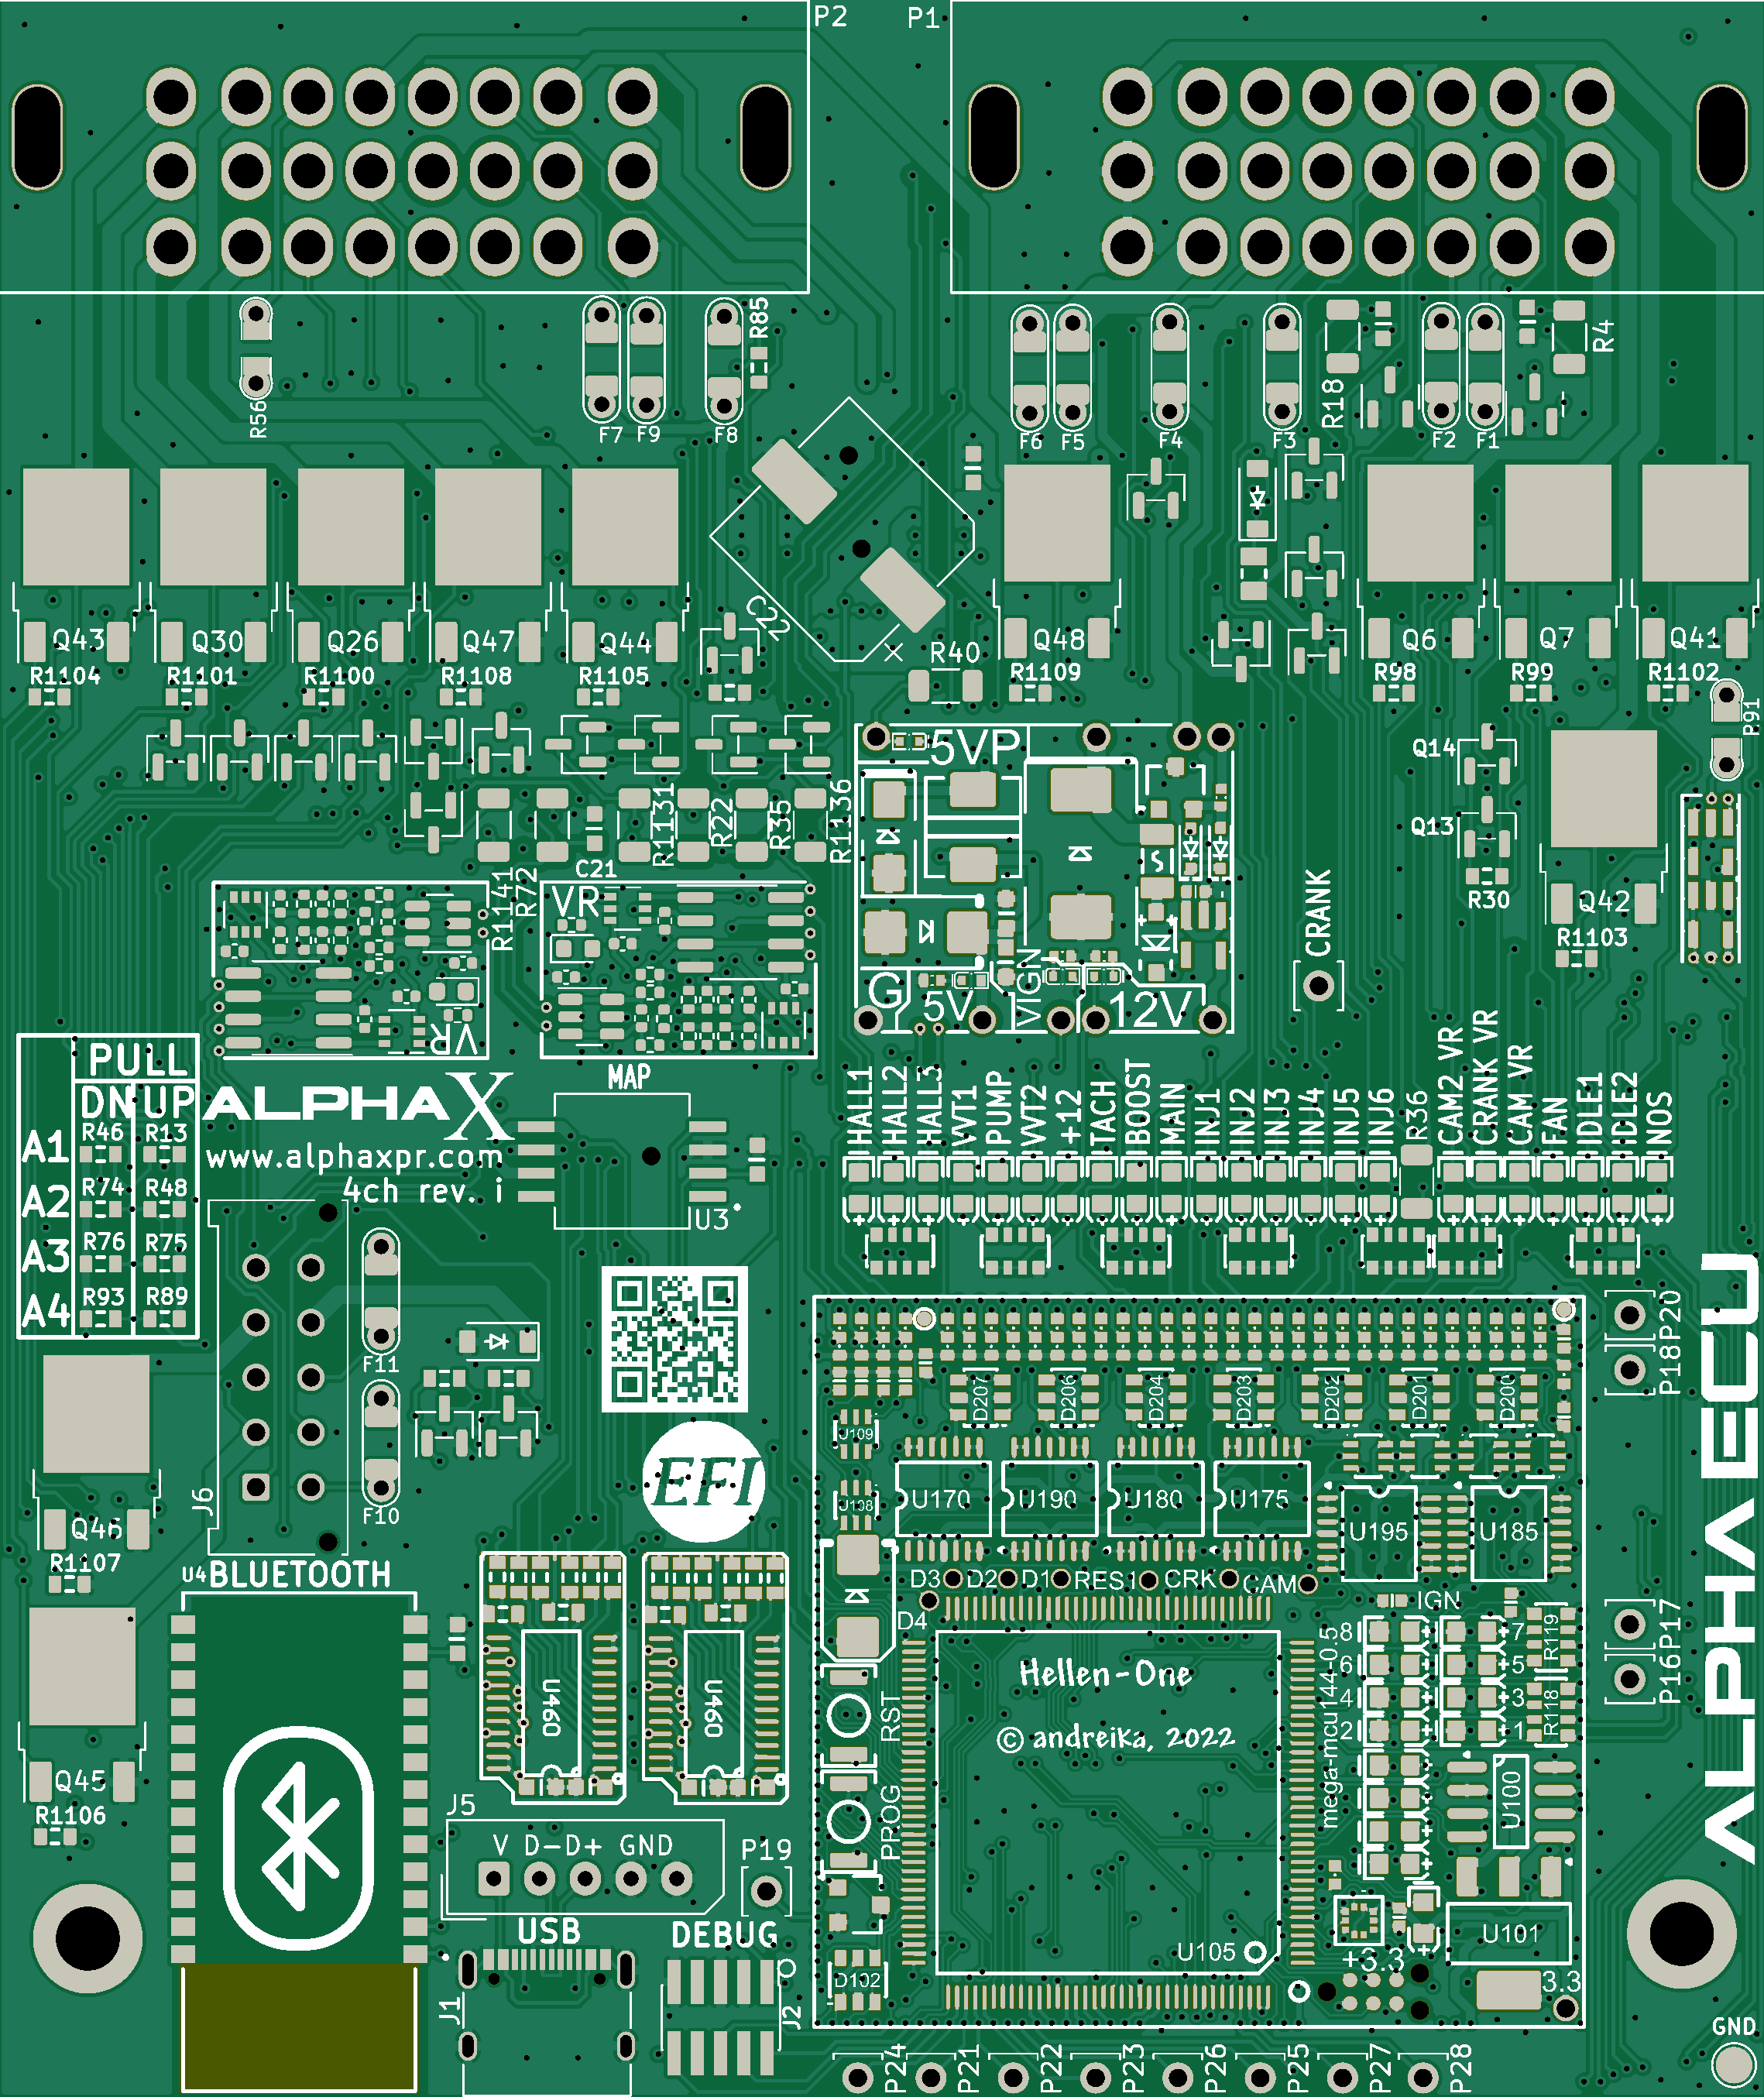 P2 P1
R85
R4
R18
R56
F7 F9 F8
F6 F5 F4 F3 F2 F1
C22
Q43 Q30 Q26 Q47 Q44 Q48 Q6 Q7 Q41
R1104 R1101 R1100 R1108 R1105 R40 R1109 R98 R99 R1102
R91
Q14
Q13
R30
Q42
R1103
5VP
R1131 R22 R35 R1136
C21
R1141 R72
VR
VR
G 5V VIGN 12V
CRANK
PULL
DN UP
A1 R46 R13
A2 R74 R48
A3 R76 R75
A4 R93 R89
ALPHAX
www.alphaxpr.com
4ch rev. i
MAP
U3
HALL1 HALL2 HALL3 VVT1 PUMP VVT2 +12 TACH BOOST MAIN INJ1 INJ2 INJ3 INJ4 INJ5 INJ6 R36 CAM2 VR CRANK VR CAM VR FAN IDLE1 IDLE2 NOS
P20
P18
F11
F10
J6
EFI
ALPHA ECU
D207 D206 D204 D203 D202 D201 D200
U109
U108
U170 U190 U180 U175 U195 U185
Q46
R1107
U4 BLUETOOTH
D3 D2 D1 RES1 CRK CAM
D4
IGN
8 7
6 5
4 3
2 1
R119
R118
P17
P16
U460 U460
Hellen-One
© andreika, 2022
mega-mcu144-0.5
RST
PROG
Q45
R1106
U100
J5
V D- D+ GND
P19
USB
DEBUG
U105
U101
+3.3
3.3
D102
J1
J2
GND
P24 P21 P22 P23 P26 P25 P27 P28